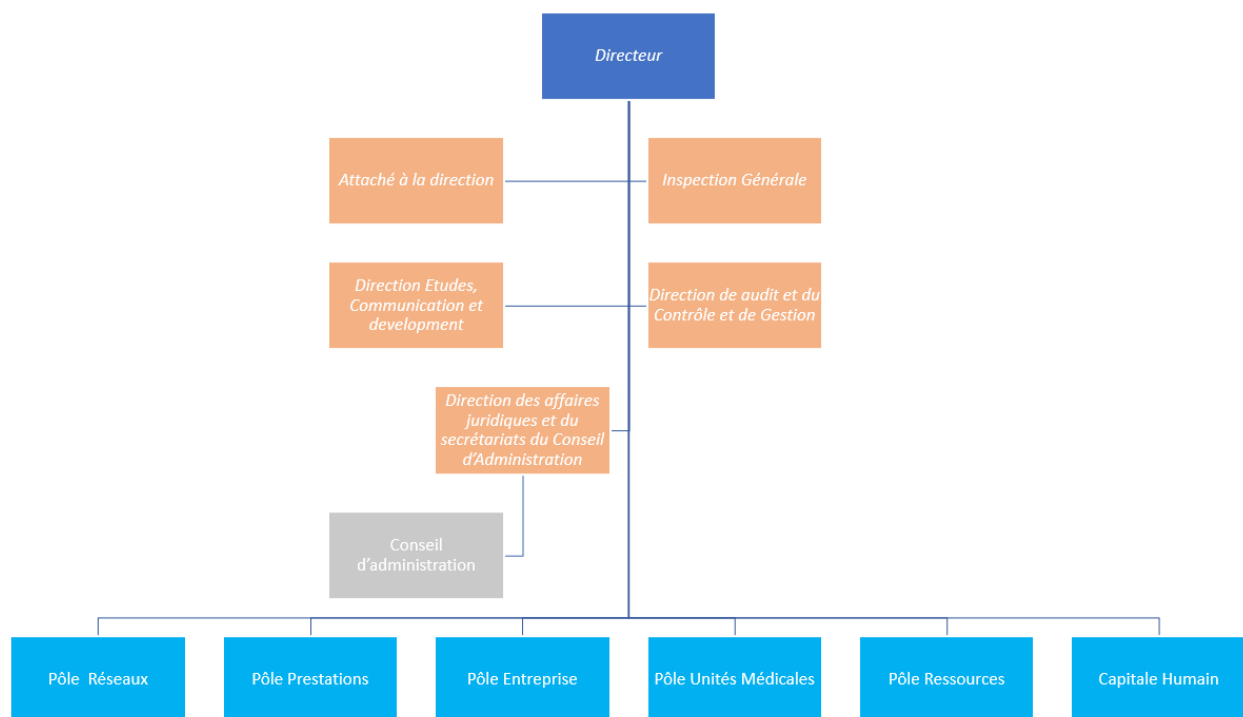 Directeur
Attaché à la direction
Inspection Générale
Direction Etudes,
Communication et
development
Direction de audit et du
Contrôle et de Gestion
Direction des affaires
juridiques et du
secrétariats du Conseil
d'Administration
Conseil
d'administration
Pôle  Réseaux
Pôle Prestations
Pôle Entreprise
Pôle Unités Médicales
Pôle Ressources
Capitale Humain